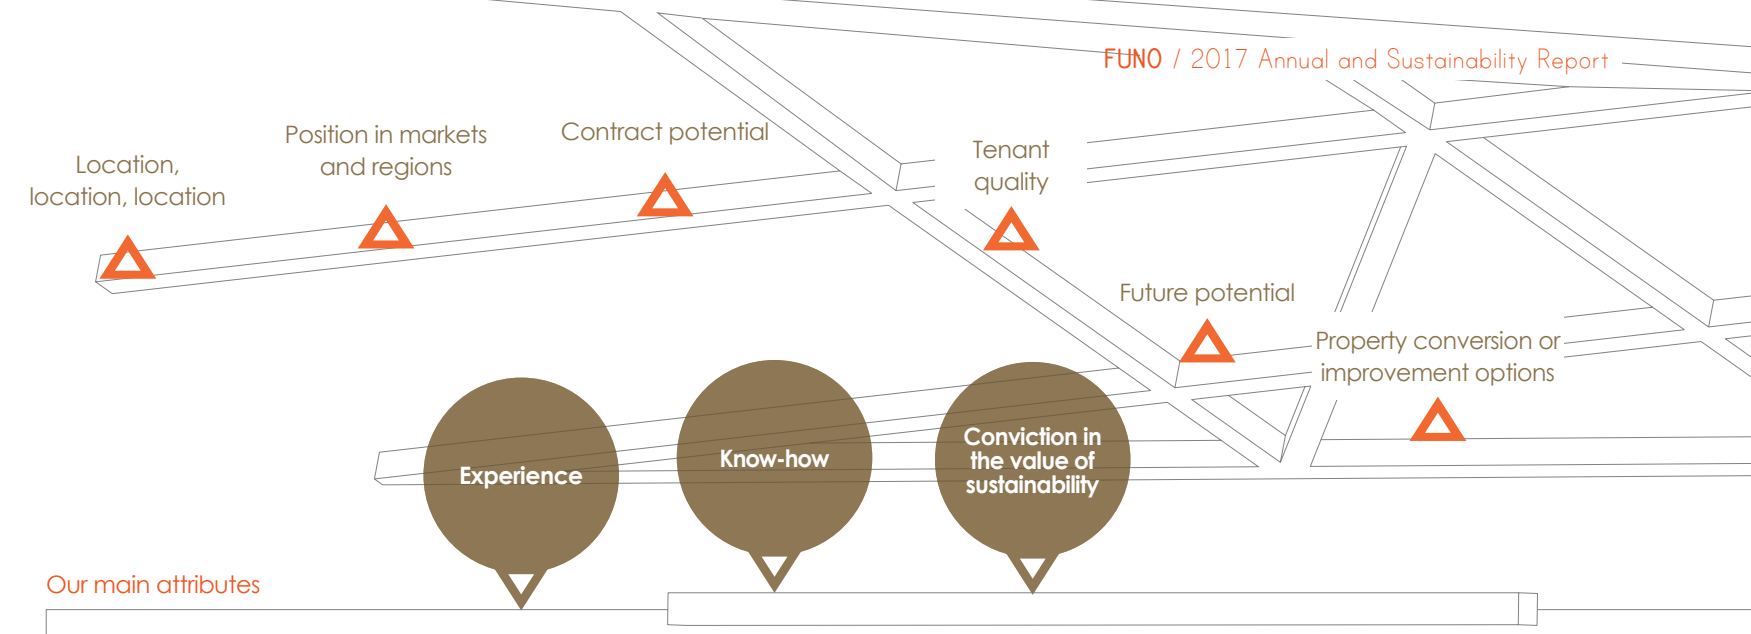 FUNO / 2017 Annual and Sustainability Report
Location,
location, location
Position in markets
and regions
Contract potential
Tenant
quality
Future potential
Property conversion or
improvement options
Experience
Know-how
Conviction in
the value of
sustainability
Our main attributes